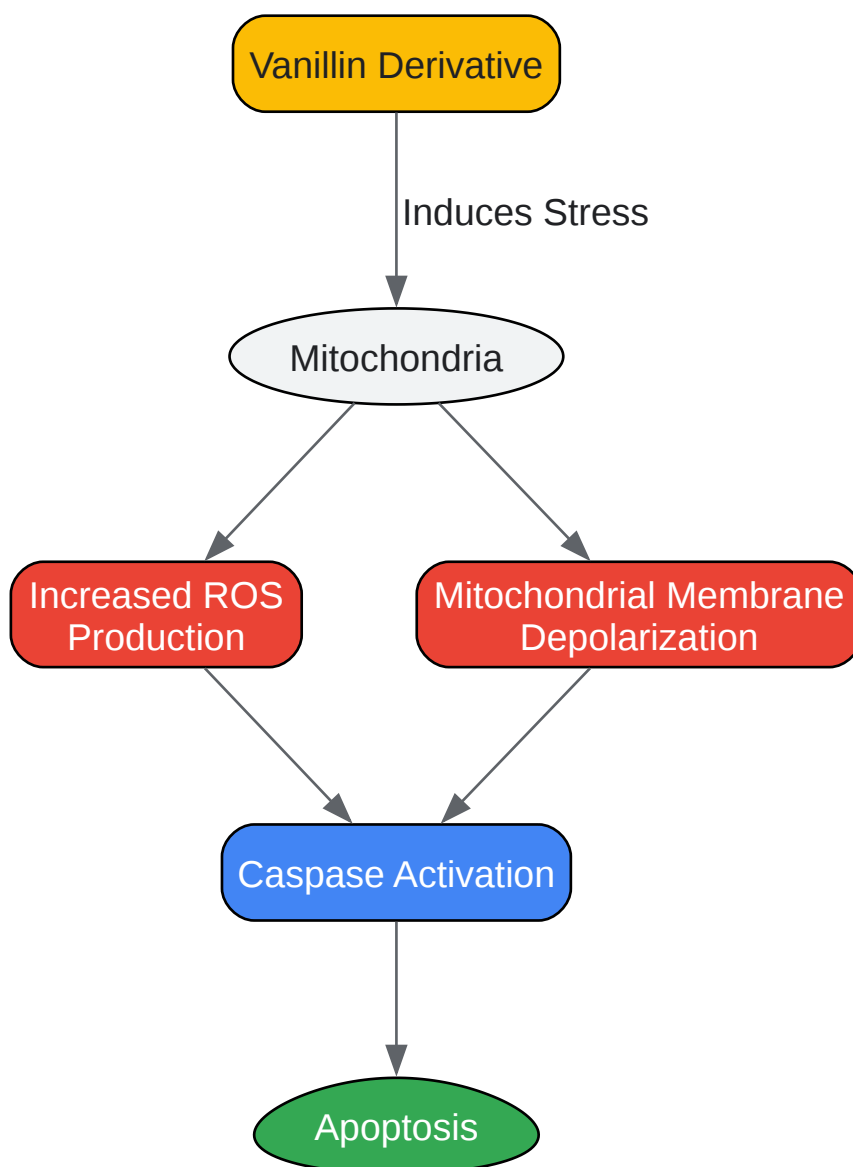 Vanillin Derivative
Induces Stress
Mitochondria
Increased ROS
Production
Mitochondrial Membrane
Depolarization
Caspase Activation
Apoptosis